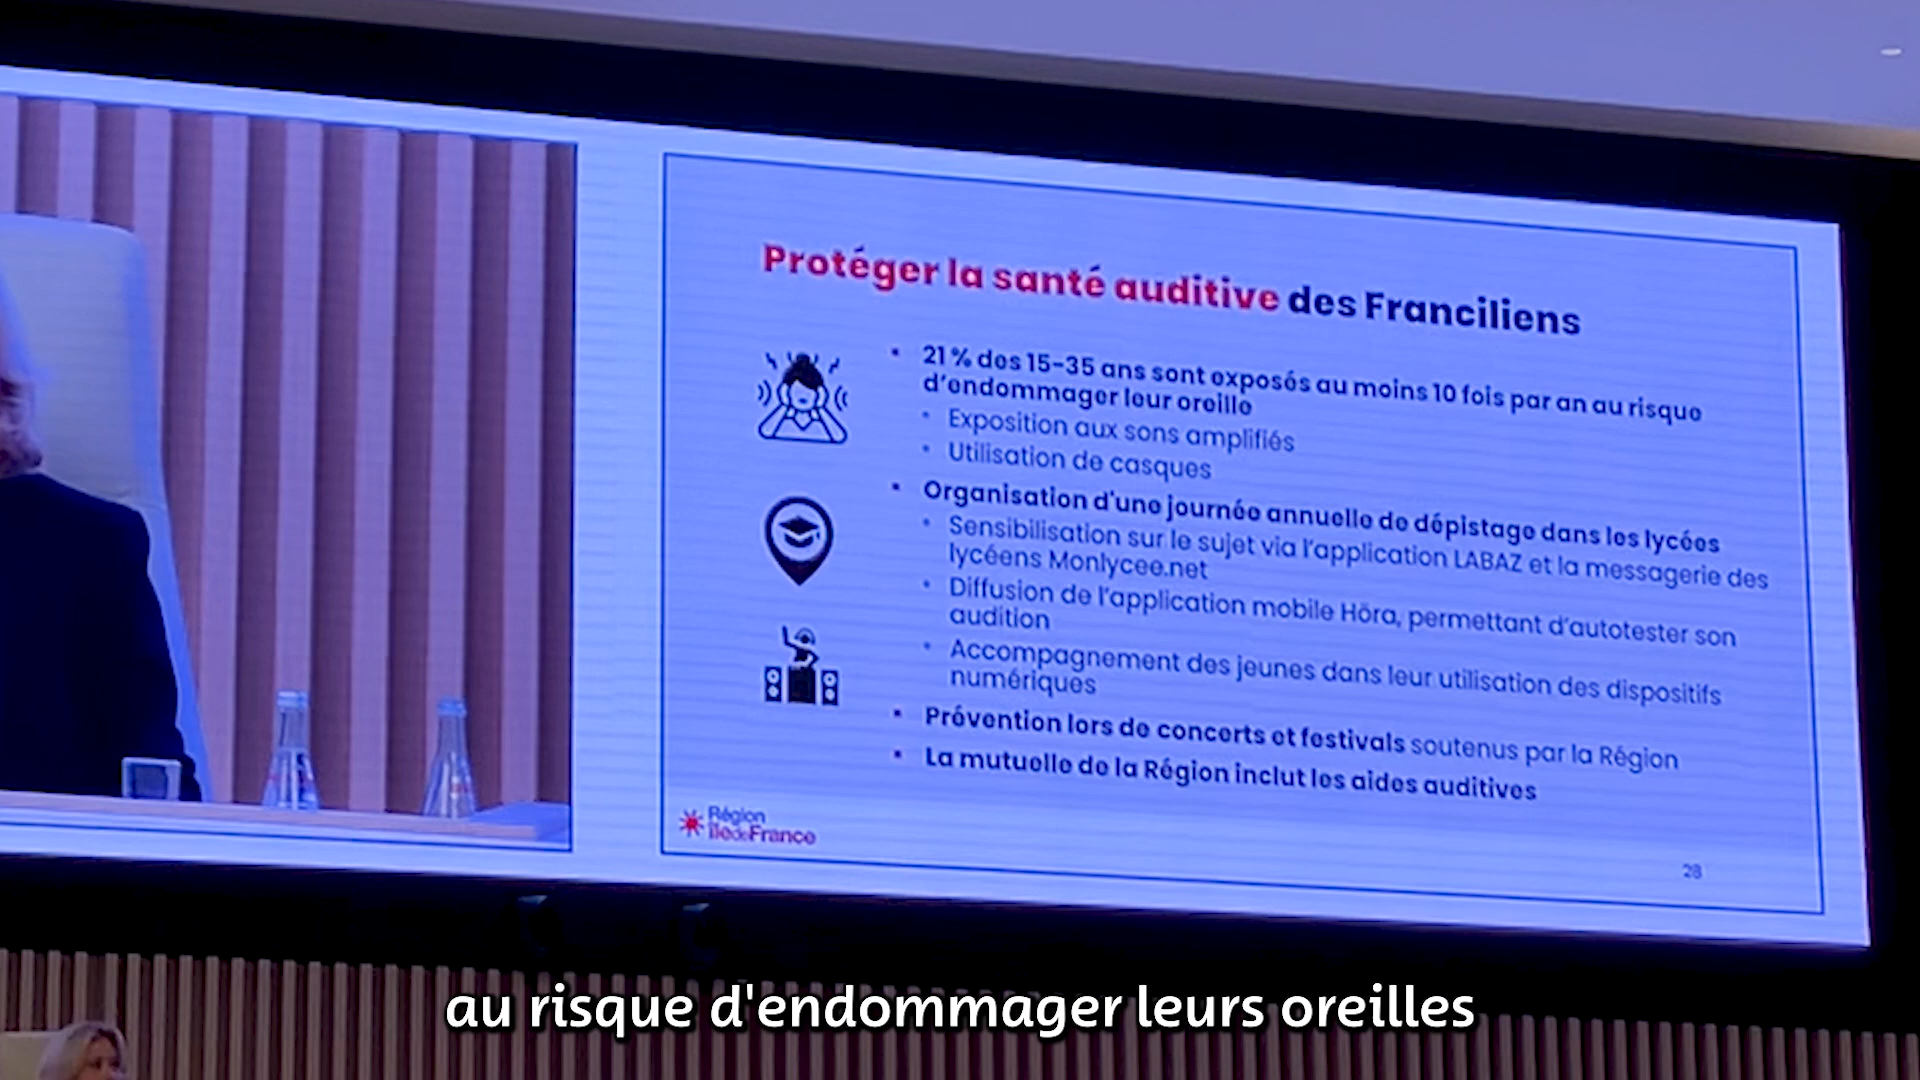 Protéger la santé auditive des Franciliens
▪ 21 % des 15-35 ans sont exposés au moins 10 fois par an au risque
d'endommager leur oreille
• Exposition aux sons amplifiés
• Utilisation de casques
▪ Organisation d'une journée annuelle de dépistage dans les lycées
• Sensibilisation sur le sujet via l'application LABAZ et la messagerie des
lycéens Monlycee.net
• Diffusion de l'application mobile Höra, permettant d'autotester son
audition
• Accompagnement des jeunes dans leur utilisation des dispositifs
numériques
▪ Prévention lors de concerts et festivals soutenus par la Région
▪ La mutuelle de la Région inclut les aides auditives
Région
îledeFrance
28
au risque d'endommager leurs oreilles